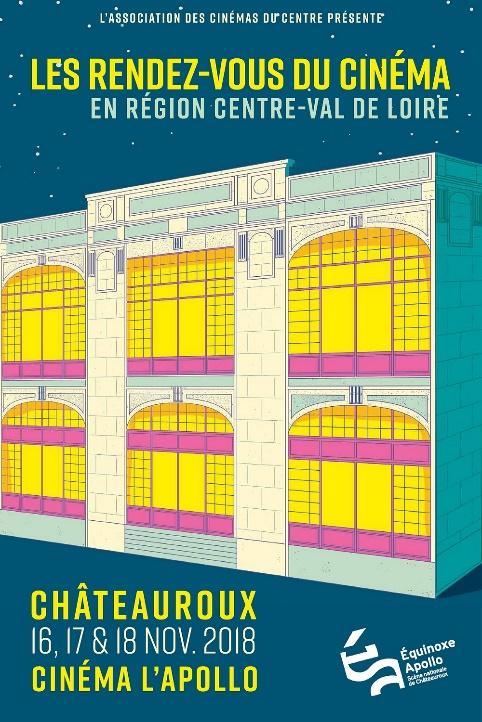 L'ASSOCIATION DES CINÉMAS DU CENTRE PRÉSENTE
LES RENDEZ-VOUS DU CINÉMA
EN RÉGION CENTRE-VAL DE LOIRE
CHÂTEAUROUX
16, 17 & 18 NOV. 2018
CINÉMA L'APOLLO
Équinoxe
Apollo
Scène nationale
de Châteauroux